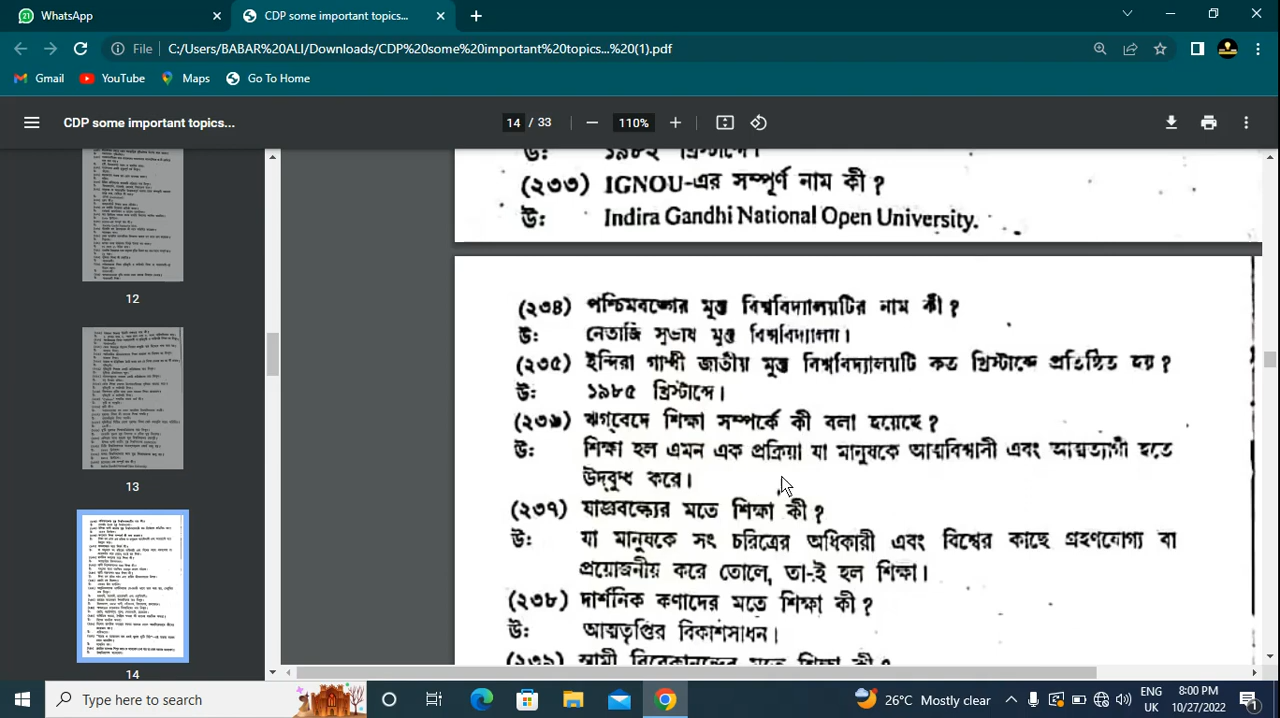 WhatsApp
CDP some important topics...
File C:/Users/BABAR%20ALI/Downloads/CDP%20some%20important%20topics...%20(1).pdf
Gmail YouTube Maps Go To Home
CDP some important topics... 14 / 33 110%
12
13
14
উ: ১৯৮২ খ্রিস্টাব্দে।
(২৩৩) IGNOU-এর সম্পূর্ণ নাম কী ?
উ: Indira Gandhi National Open University.
(২৩৪) পশ্চিমবঙ্গের মুক্ত বিশ্ববিদ্যালয়টির নাম কী ?
উ: নেতাজি সুভাষ মুক্ত বিশ্ববিদ্যালয়।
(২৩৫) ইন্দিরা গান্ধী জাতীয় মুক্ত বিশ্ববিদ্যালয়টি কত খ্রিস্টাব্দে প্রতিষ্ঠিত হয় ?
উ: ১৯৮৫ খ্রিস্টাব্দে।
(২৩৬) ঋগ্‌বেদে শিক্ষা সম্পর্কে কী বলা হয়েছে ?
উ: শিক্ষা হল এমন এক প্রক্রিয়া যা মানুষকে আত্মবিশ্বাসী এবং আত্মত্যাগী হতে
উদ্‌বুদ্ধ করে।
(২৩৭) যাজ্ঞবল্ক্যের মতে শিক্ষা কী ?
উ: যা মানুষকে সৎ চরিত্রের অধিকারী এবং বিশ্বের কাছে গ্রহণযোগ্য বা
প্রয়োজনীয় করে তোলে, তা-ই হল শিক্ষা।
(২৩৮) দার্শনিক কণাদের মতে শিক্ষা কী ?
উ: আত্মতৃপ্তির বিকাশসাধন।
(২৩৯) স্বামী বিবেকানন্দের মতে শিক্ষা কী ?
Type here to search
26°C Mostly clear
ENG
UK
8:00 PM
10/27/2022